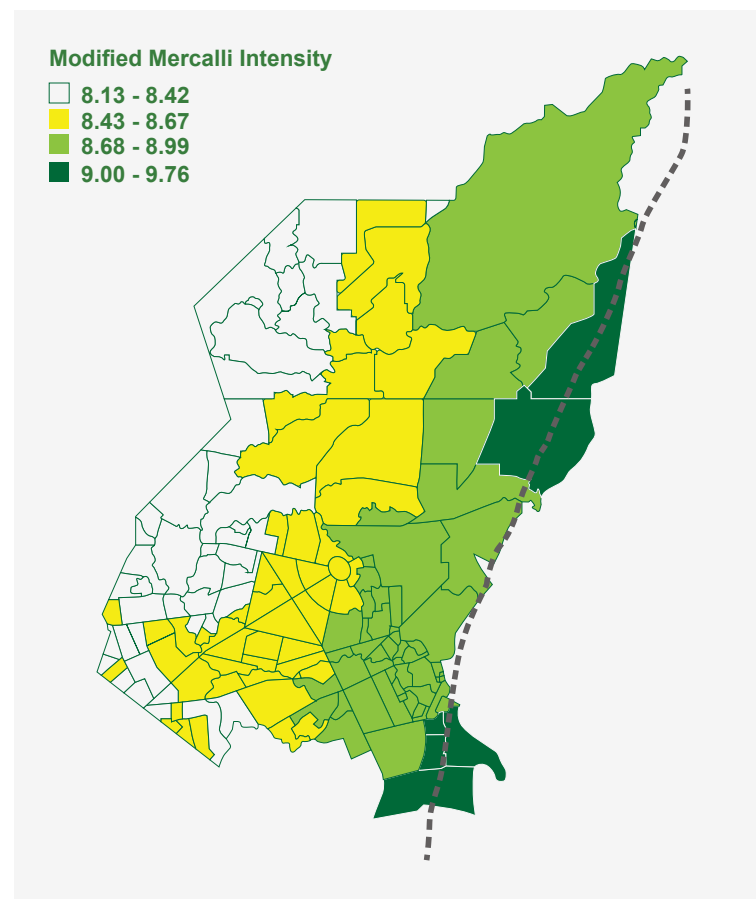 Modified Mercalli Intensity
8.13 - 8.42
8.43 - 8.67
8.68 - 8.99
9.00 - 9.76